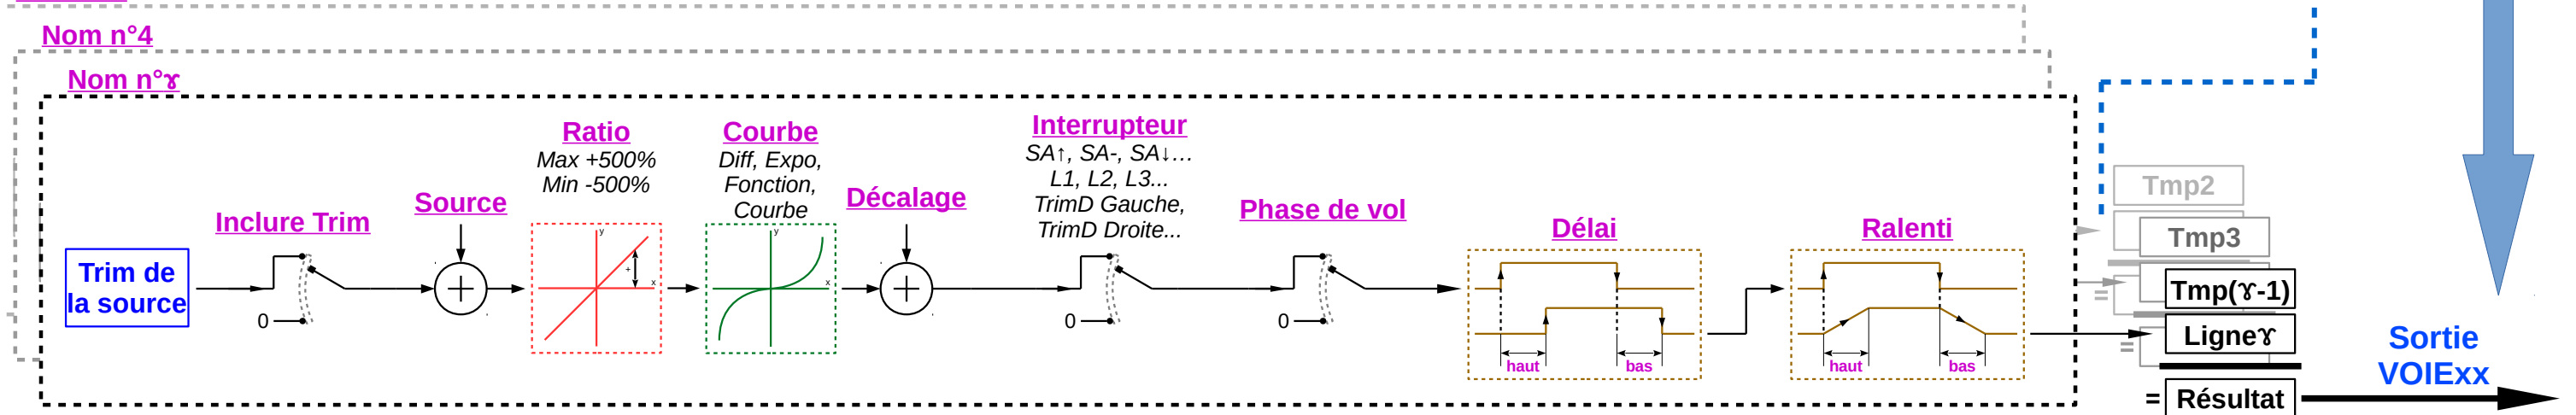 Nom n°4
Nom n°ɤ
Ratio
Max +500%
Min -500%
Courbe
Diff, Expo,
Fonction,
Courbe
Interrupteur
SA↑, SA-, SA↓...
L1, L2, L3...
TrimD Gauche,
TrimD Droite...
Inclure Trim
Source
Décalage
Phase de vol
Délai
Ralenti
Trim de
la source
0
y
x
+
y
x
0
0
haut
bas
haut
bas
Tmp2
Tmp3
=
Tmp(ɤ-1)
=
Ligneɤ
= Résultat
Sortie
VOIExx